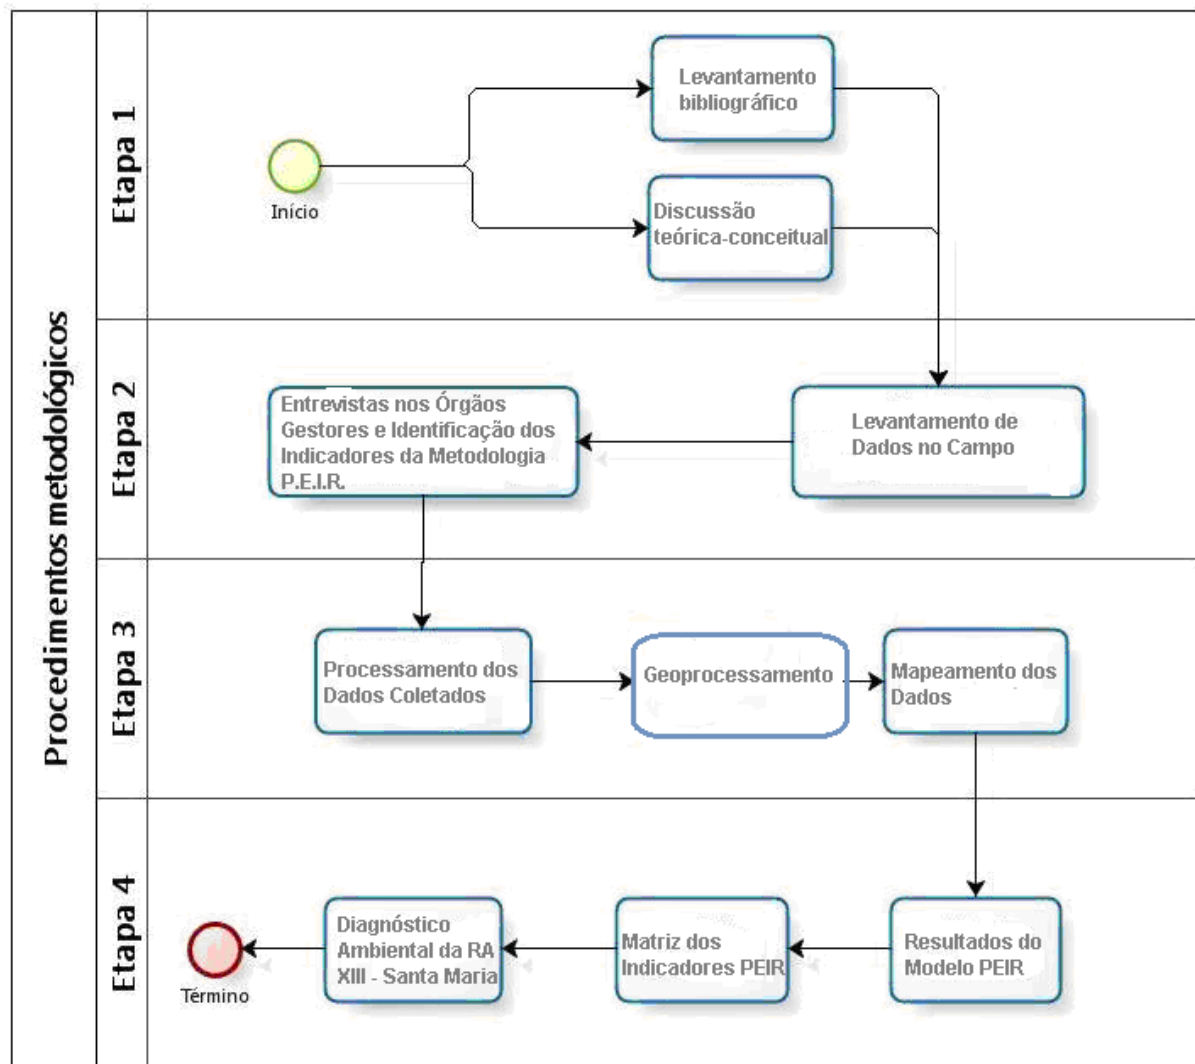 Procedimentos metodológicos
Etapa 1
Início
Levantamento
bibliográfico
Discussão
teórica-conceitual
Etapa 2
Levantamento de
Dados no Campo
Entrevistas nos Órgãos
Gestores e Identificação dos
Indicadores da Metodologia
P.E.I.R.
Etapa 3
Processamento dos
Dados Coletados
Geoprocessamento
Mapeamento dos
Dados
Etapa 4
Resultados do
Modelo PEIR
Matriz dos
Indicadores PEIR
Diagnóstico
Ambiental da RA
XIII - Santa Maria
Término